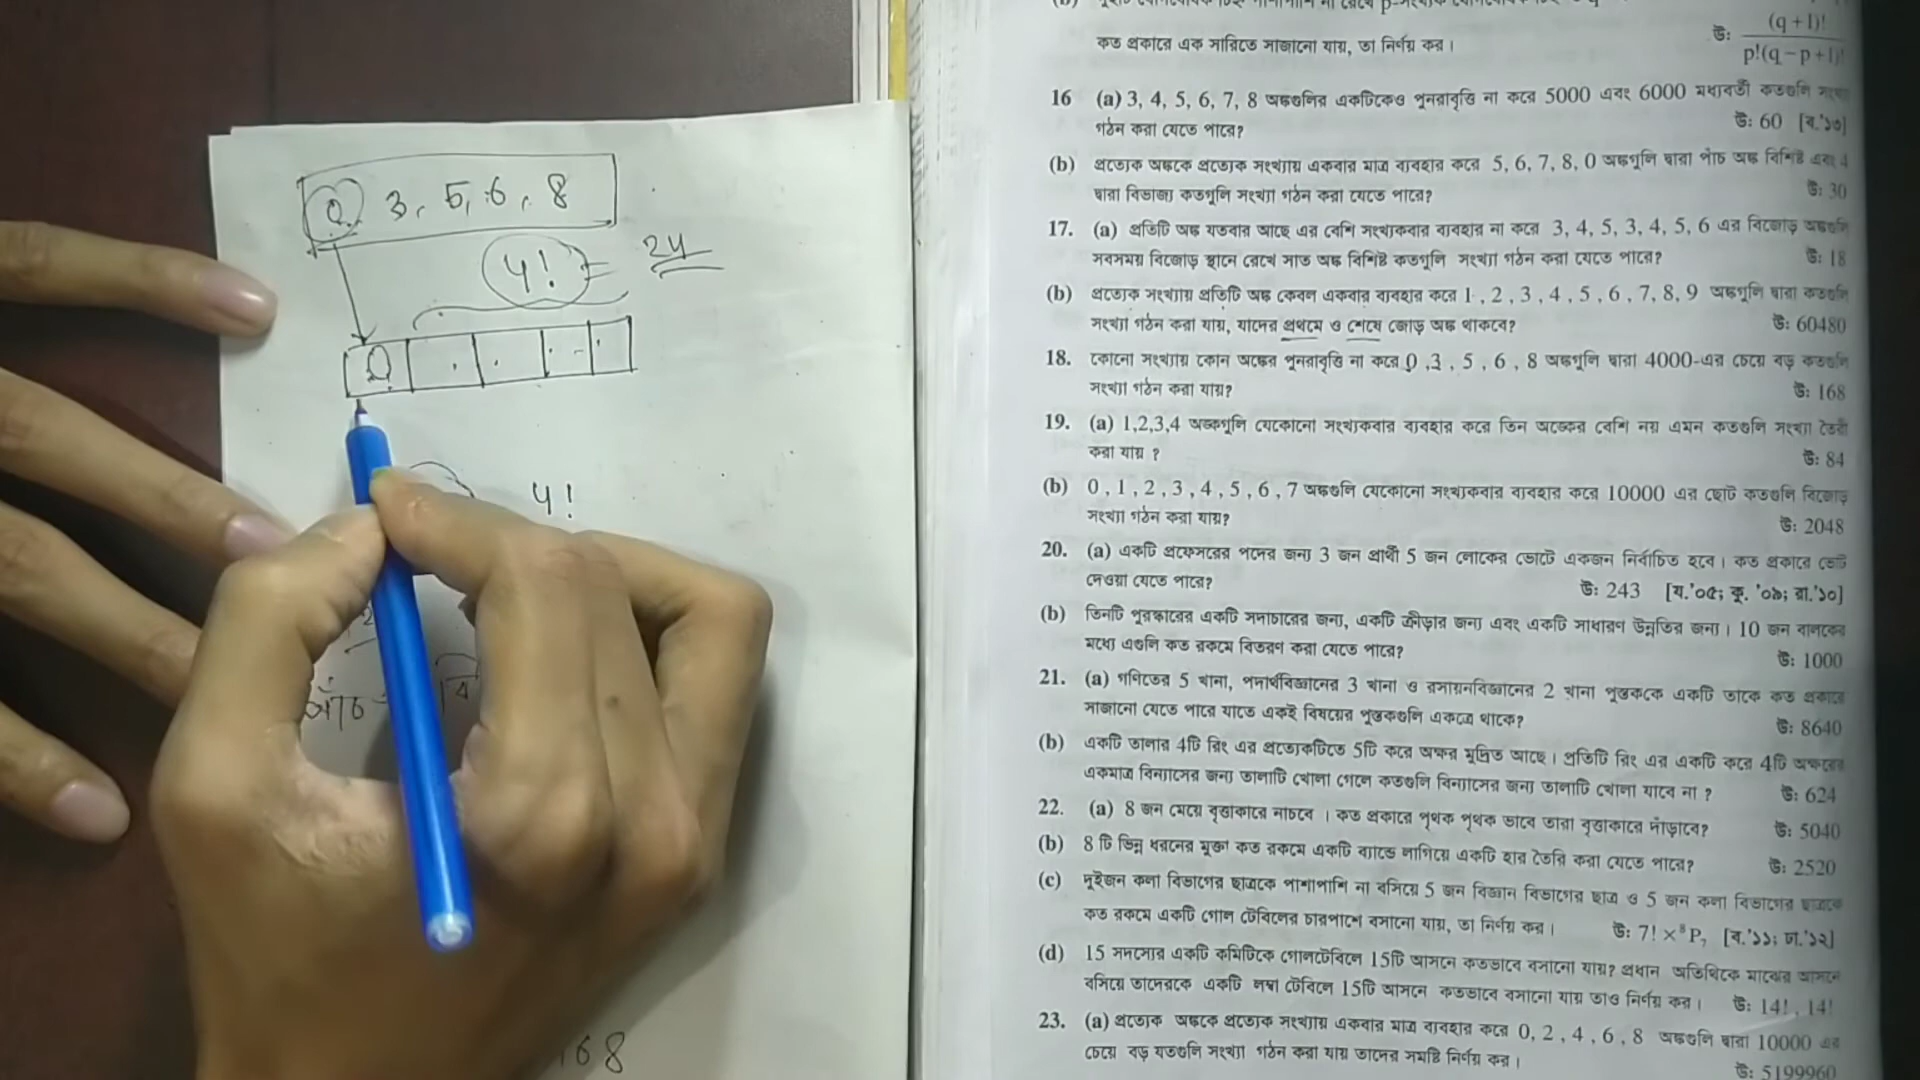 0, 3, 5, 6, 8
4! = 24
0
4!
পাঁচ
168
কত প্রকারে এক সারিতে সাজানো যায়, তা নির্ণয় কর।
উ: (q+1)! / p!(q-p+1)!
16 (a) 3, 4, 5, 6, 7, 8 অঙ্কগুলির একটিকেও পুনরাবৃত্তি না করে 5000 এবং 6000 মধ্যবর্তী কতগুলি সংখ্যা
গঠন করা যেতে পারে? উ: 60 [ব.'১৩]
(b) প্রত্যেক অঙ্ককে প্রত্যেক সংখ্যায় একবার মাত্র ব্যবহার করে 5, 6, 7, 8, 0 অঙ্কগুলি দ্বারা পাঁচ অঙ্ক বিশিষ্ট এবং 4
দ্বারা বিভাজ্য কতগুলি সংখ্যা গঠন করা যেতে পারে? উ: 30
17. (a) প্রতিটি অঙ্ক যতবার আছে এর বেশি সংখ্যকবার ব্যবহার না করে 3, 4, 5, 3, 4, 5, 6 এর বিজোড় অঙ্কগুলি
সবসময় বিজোড় স্থানে রেখে সাত অঙ্ক বিশিষ্ট কতগুলি সংখ্যা গঠন করা যেতে পারে? উ: 18
(b) প্রত্যেক সংখ্যায় প্রতিটি অঙ্ক কেবল একবার ব্যবহার করে 1, 2, 3, 4, 5, 6, 7, 8, 9 অঙ্কগুলি দ্বারা কতগুলি
সংখ্যা গঠন করা যায়, যাদের প্রথমে ও শেষে জোড় অঙ্ক থাকবে? উ: 60480
18. কোনো সংখ্যায় কোন অঙ্কের পুনরাবৃত্তি না করে 0, 3, 5, 6, 8 অঙ্কগুলি দ্বারা 4000-এর চেয়ে বড় কতগুলি
সংখ্যা গঠন করা যায়? উ: 168
19. (a) 1,2,3,4 অঙ্কগুলি যেকোনো সংখ্যকবার ব্যবহার করে তিন অঙ্কের বেশি নয় এমন কতগুলি সংখ্যা তৈরী
করা যায় ? উ: 84
(b) 0, 1, 2, 3, 4, 5, 6, 7 অঙ্কগুলি যেকোনো সংখ্যকবার ব্যবহার করে 10000 এর ছোট কতগুলি বিজোড়
সংখ্যা গঠন করা যায়? উ: 2048
20. (a) একটি প্রফেসরের পদের জন্য 3 জন প্রার্থী 5 জন লোকের ভোটে একজন নির্বাচিত হবে। কত প্রকারে ভোট
দেওয়া যেতে পারে? উ: 243 [য.'০৫; কু. '০৯; রা.'১০]
(b) তিনটি পুরস্কারের একটি সদাচারের জন্য, একটি ক্রীড়ার জন্য এবং একটি সাধারণ উন্নতির জন্য। 10 জন বালকের
মধ্যে এগুলি কত রকমে বিতরণ করা যেতে পারে? উ: 1000
21. (a) গণিতের 5 খানা, পদার্থবিজ্ঞানের 3 খানা ও রসায়নবিজ্ঞানের 2 খানা পুস্তককে একটি তাকে কত প্রকারে
সাজানো যেতে পারে যাতে একই বিষয়ের পুস্তকগুলি একত্রে থাকে? উ: 8640
(b) একটি তালার 4টি রিং এর প্রত্যেকটিতে 5টি করে অক্ষর মুদ্রিত আছে। প্রতিটি রিং এর একটি করে 4টি অক্ষরের
একমাত্র বিন্যাসের জন্য তালাটি খোলা গেলে কতগুলি বিন্যাসের জন্য তালাটি খোলা যাবে না ? উ: 624
22. (a) 8 জন মেয়ে বৃত্তাকারে নাচবে । কত প্রকারে পৃথক পৃথক ভাবে তারা বৃত্তাকারে দাঁড়াবে? উ: 5040
(b) 8 টি ভিন্ন ধরনের মুক্তা কত রকমে একটি ব্যান্ডে লাগিয়ে একটি হার তৈরি করা যেতে পারে? উ: 2520
(c) দুইজন কলা বিভাগের ছাত্রকে পাশাপাশি না বসিয়ে 5 জন বিজ্ঞান বিভাগের ছাত্র ও 5 জন কলা বিভাগের ছাত্রকে
কত রকমে একটি গোল টেবিলের চারপাশে বসানো যায়, তা নির্ণয় কর। উ: 7! × ⁸P₇ [ব.'১১; ঢা.'১২]
(d) 15 সদস্যের একটি কমিটিকে গোলটেবিলে 15টি আসনে কতভাবে বসানো যায়? প্রধান অতিথিকে মাঝের আসনে
বসিয়ে তাদেরকে একটি লম্বা টেবিলে 15টি আসনে কতভাবে বসানো যায় তাও নির্ণয় কর। উ: 14!, 14!
23. (a) প্রত্যেক অঙ্ককে প্রত্যেক সংখ্যায় একবার মাত্র ব্যবহার করে 0, 2, 4, 6, 8 অঙ্কগুলি দ্বারা 10000 এর
চেয়ে বড় যতগুলি সংখ্যা গঠন করা যায় তাদের সমষ্টি নির্ণয় কর। উ: 5199960